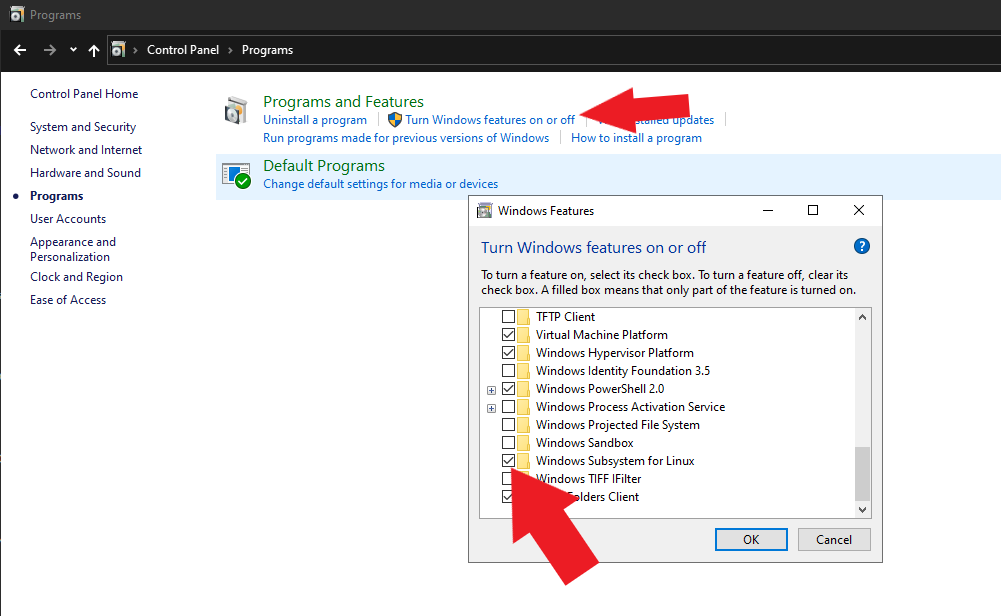 Programs
Control Panel
Programs
Control Panel Home
System and Security
Network and Internet
Hardware and Sound
Programs
User Accounts
Appearance and
Personalization
Clock and Region
Ease of Access
Programs and Features
Uninstall a program
Turn Windows features on or off
updates
Run programs made for previous versions of Windows
How to install a program
Default Programs
Change default settings for media or devices
Windows Features
Turn Windows features on or off
To turn a feature on, select its check box. To turn a feature off, clear its
check box. A filled box means that only part of the feature is turned on.
TFTP Client
Virtual Machine Platform
Windows Hypervisor Platform
Windows Identity Foundation 3.5
Windows PowerShell 2.0
Windows Process Activation Service
Windows Projected File System
Windows Sandbox
Windows Subsystem for Linux
Windows TIFF IFilter
Folders Client
OK
Cancel